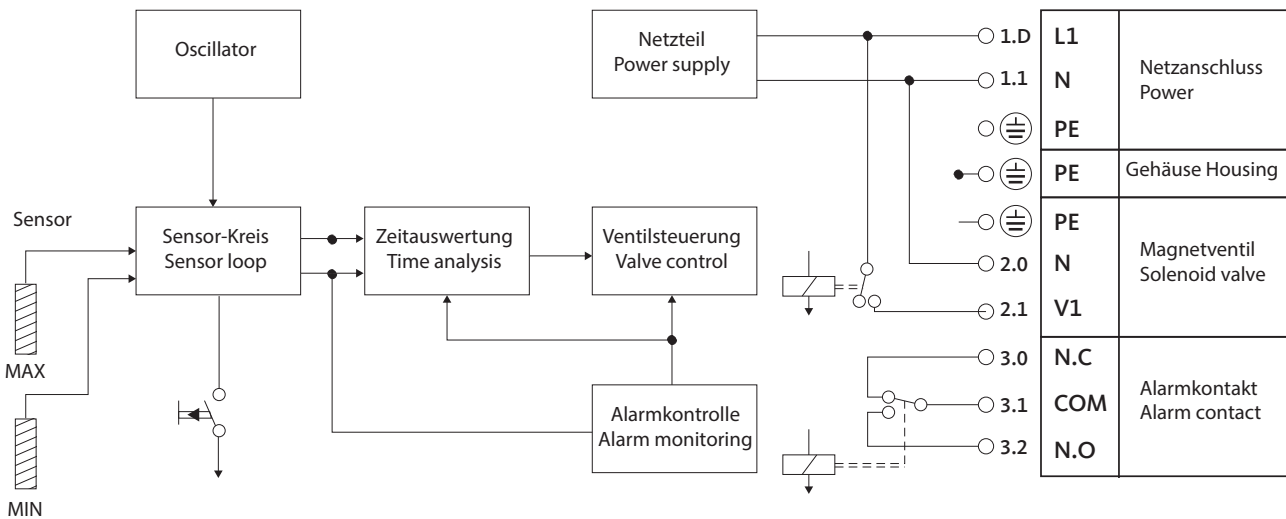 Oscillator
Netzteil
Power supply
1.D L1
1.1 N
PE
Netzanschluss
Power
PE
Gehäuse Housing
Sensor
Sensor-Kreis
Sensor loop
Zeitauswertung
Time analysis
Ventilsteuerung
Valve control
PE
2.0 N
2.1 V1
Magnetventil
Solenoid valve
MAX
MIN
Alarmkontrolle
Alarm monitoring
3.0 N.C
3.1 COM
3.2 N.O
Alarmkontakt
Alarm contact